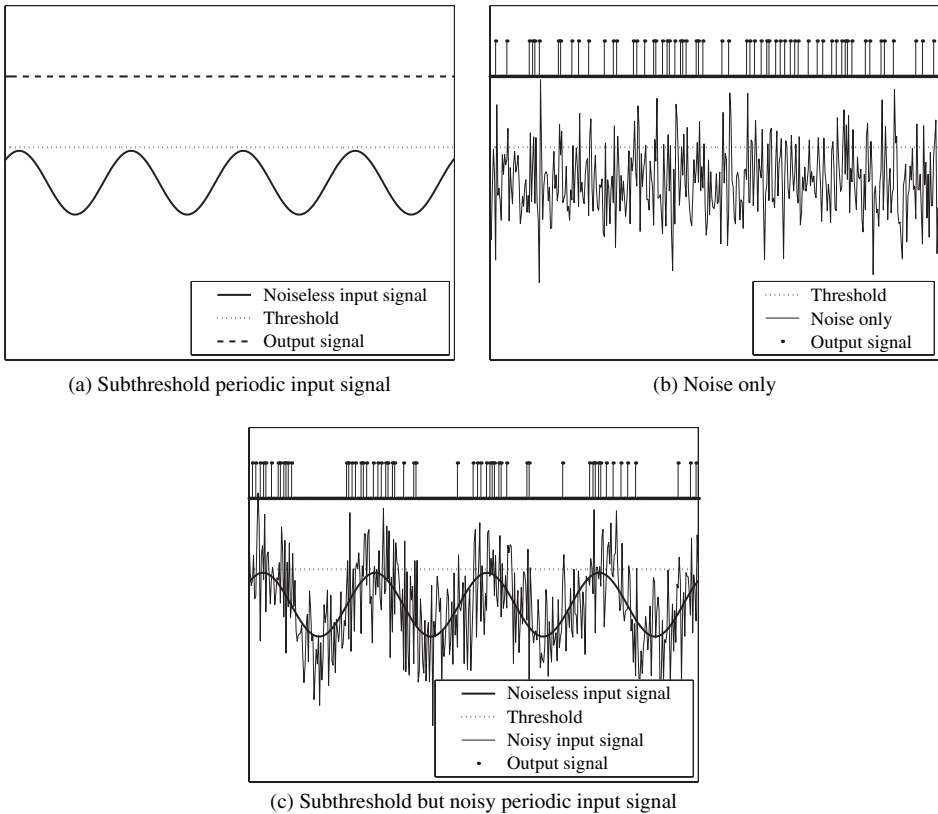 Noiseless input signal
Threshold
Output signal
(a) Subthreshold periodic input signal
Threshold
Noise only
Output signal
(b) Noise only
Noiseless input signal
Threshold
Noisy input signal
Output signal
(c) Subthreshold but noisy periodic input signal